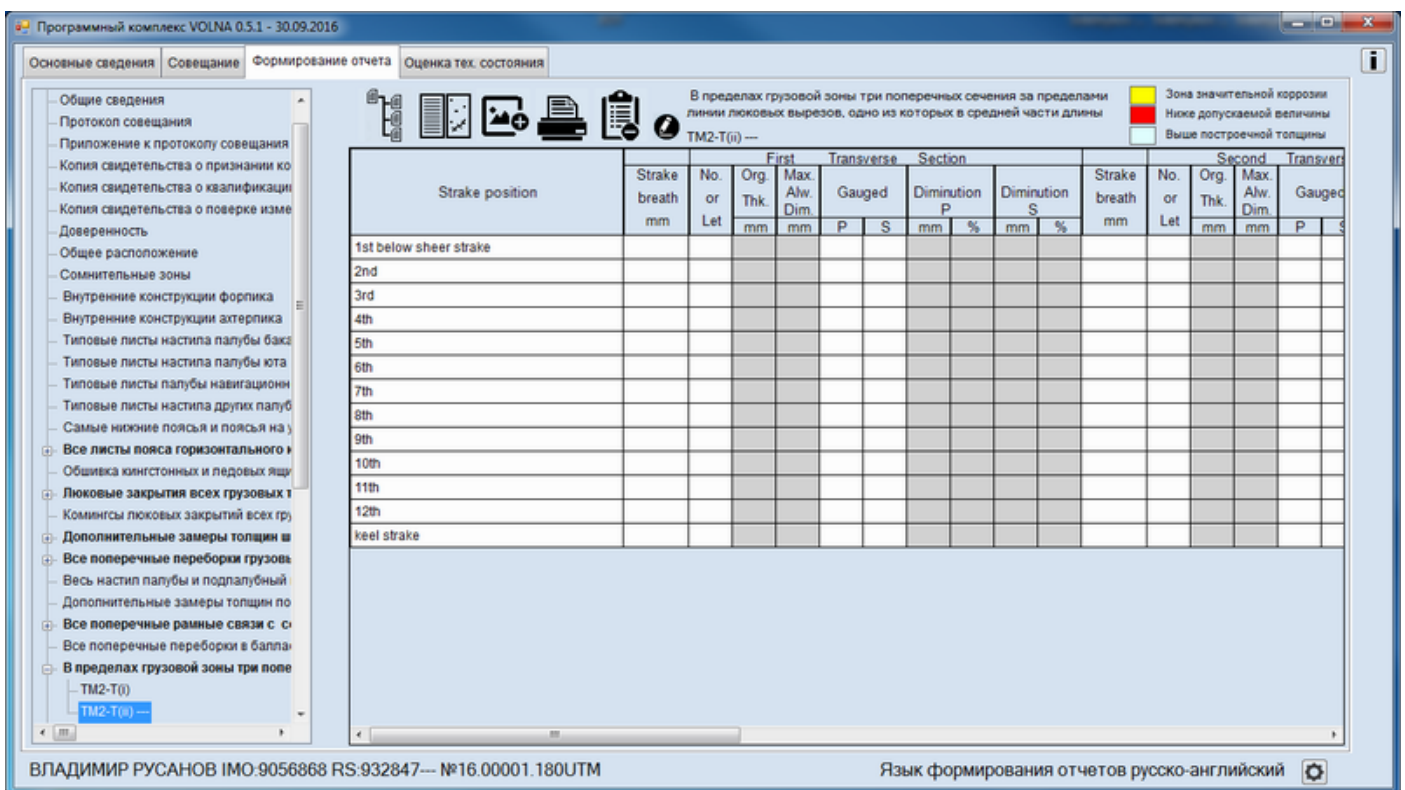 Программный комплекс VOLNA 0.5.1 - 30.09.2016
Основные сведения Совещание Формирование отчета Оценка тех. состояния
Общие сведения
Протокол совещания
Приложение к протоколу совещания
Копия свидетельства о признании ко
Копия свидетельства о квалификации
Копия свидетельства о поверке изме
Доверенность
Общее расположение
Сомнительные зоны
Внутренние конструкции форпика
Внутренние конструкции ахтерпика
Типовые листы настила палубы бака
Типовые листы настила палубы юта
Типовые листы палубы навигационн
Типовые листы настила других палуб
Самые нижние поясья и поясья на у
Все листы пояса горизонтального к
Обшивка кингстонных и ледовых ящи
Люковые закрытия всех грузовых т
Комингсы люковых закрытий всех гру
Дополнительные замеры толщин ш
Все поперечные переборки грузовы
Весь настил палубы и подпалубный
Дополнительные замеры толщин по
Все поперечные рамные связи с со
Все поперечные переборки в балла
В пределах грузовой зоны три попе
TM2-T(i)
TM2-T(ii) ---
В пределах грузовой зоны три поперечных сечения за пределами
линии люковых вырезов, одно из которых в средней части длины
TM2-T(ii) ---
Зона значительной коррозии
Ниже допускаемой величины
Выше построечной толщины
First Transverse Section Second Transver
Strake position Strake breath mm No. or Let Org. Thk. mm Max. Alw. Dim. mm Gauged P S Diminution P mm % Diminution S mm % Strake breath mm No. or Let Org. Thk. mm Max. Alw. Dim. mm Gauged P S
1st below sheer strake
2nd
3rd
4th
5th
6th
7th
8th
9th
10th
11th
12th
keel strake
ВЛАДИМИР РУСАНОВ IMO:9056868 RS:932847--- №16.00001.180UTM Язык формирования отчетов русско-английский